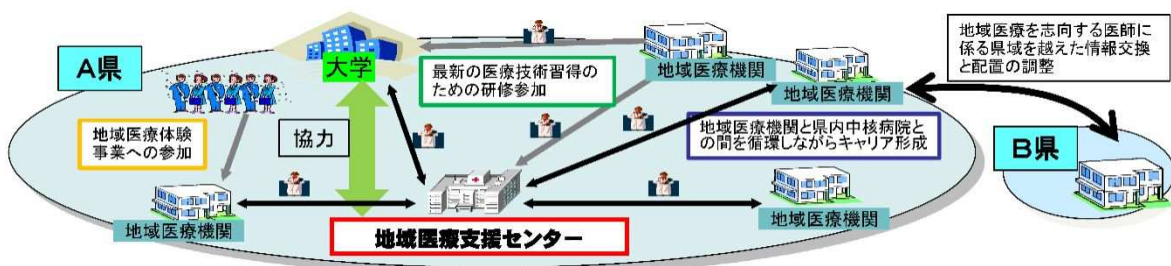 A県
大学
最新の医療技術習得の
ための研修参加
地域医療機関
地域医療機関
地域医療を志向する医師に
係る県域を越えた情報交換
と配置の調整
地域医療体験
事業への参加
協力
地域医療機関と県内中核病院と
の間を循環しながらキャリア形成
B県
地域医療機関
地域医療支援センター
地域医療機関